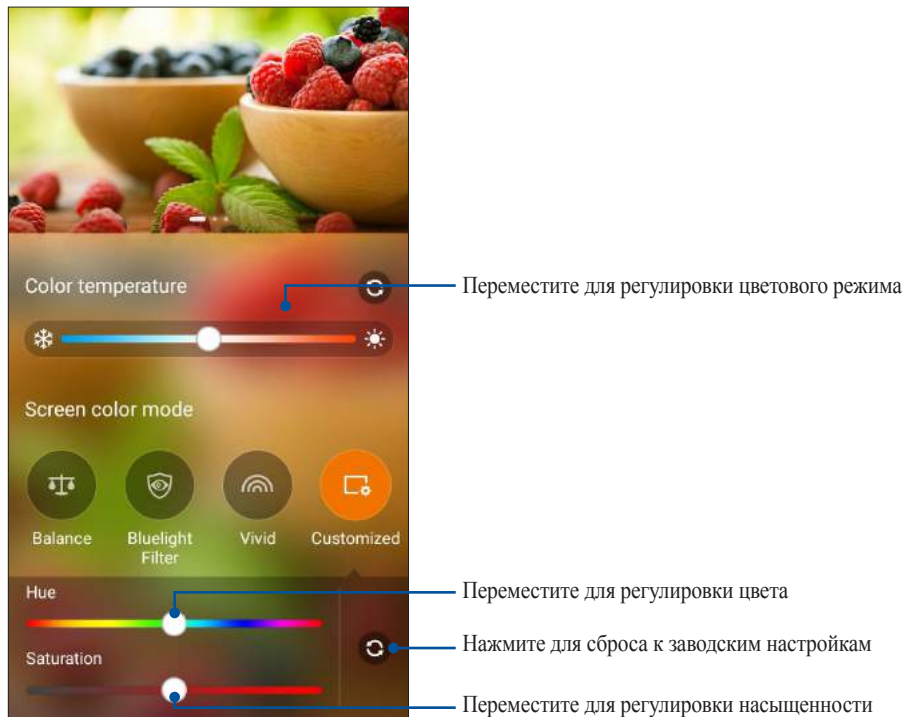 Color temperature
Переместите для регулировки цветового режима
Screen color mode
Balance
Bluelight
Filter
Vivid
Customized
Hue
Переместите для регулировки цвета
Нажмите для сброса к заводским настройкам
Saturation
Переместите для регулировки насыщенности